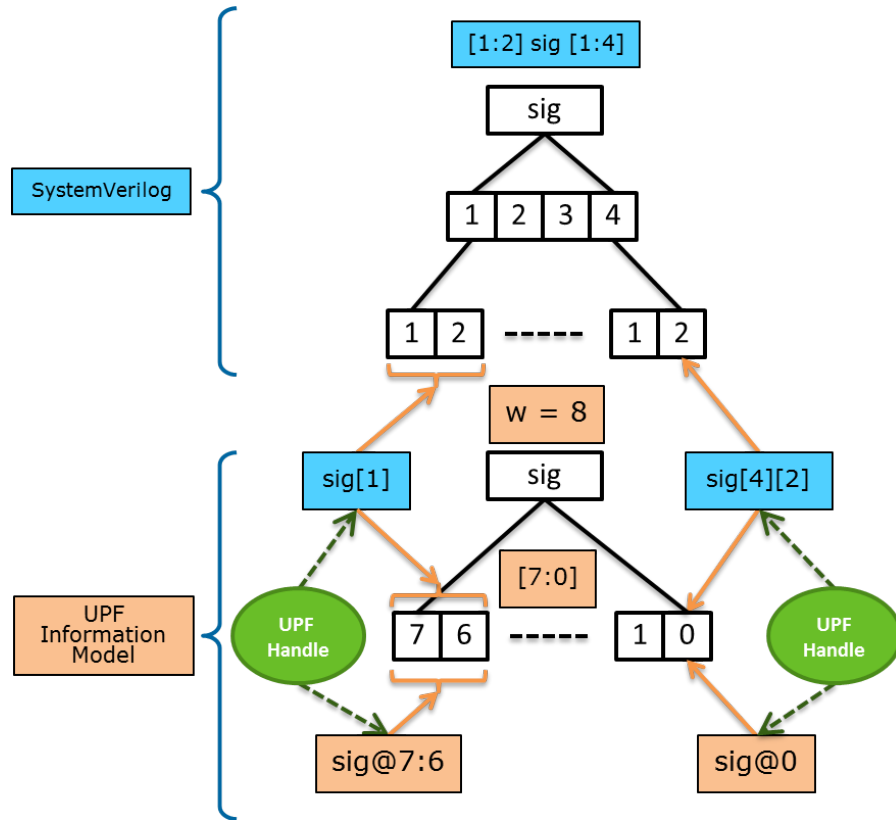 [1:2] sig [1:4]
sig
SystemVerilog
1 2 3 4
1 2 ----- 1 2
w = 8
sig[1]
sig
sig[4][2]
[7:0]
UPF
Information
Model
UPF
Handle
7 6 ----- 1 0
UPF
Handle
sig@7:6
sig@0